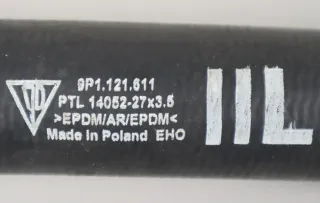 9P1.121.611
PTL 14052-27x3.5
>EPDM/AR/EPDM<
Made in Poland EHO
IIL